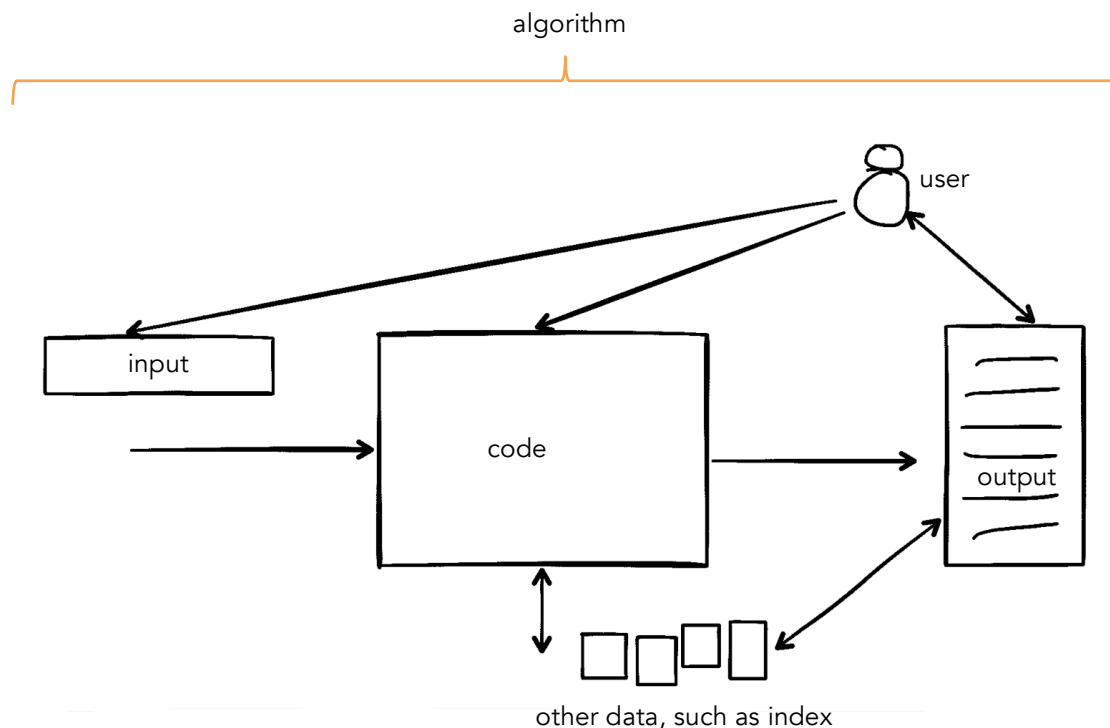 algorithm
user
input
code
output
other data, such as index